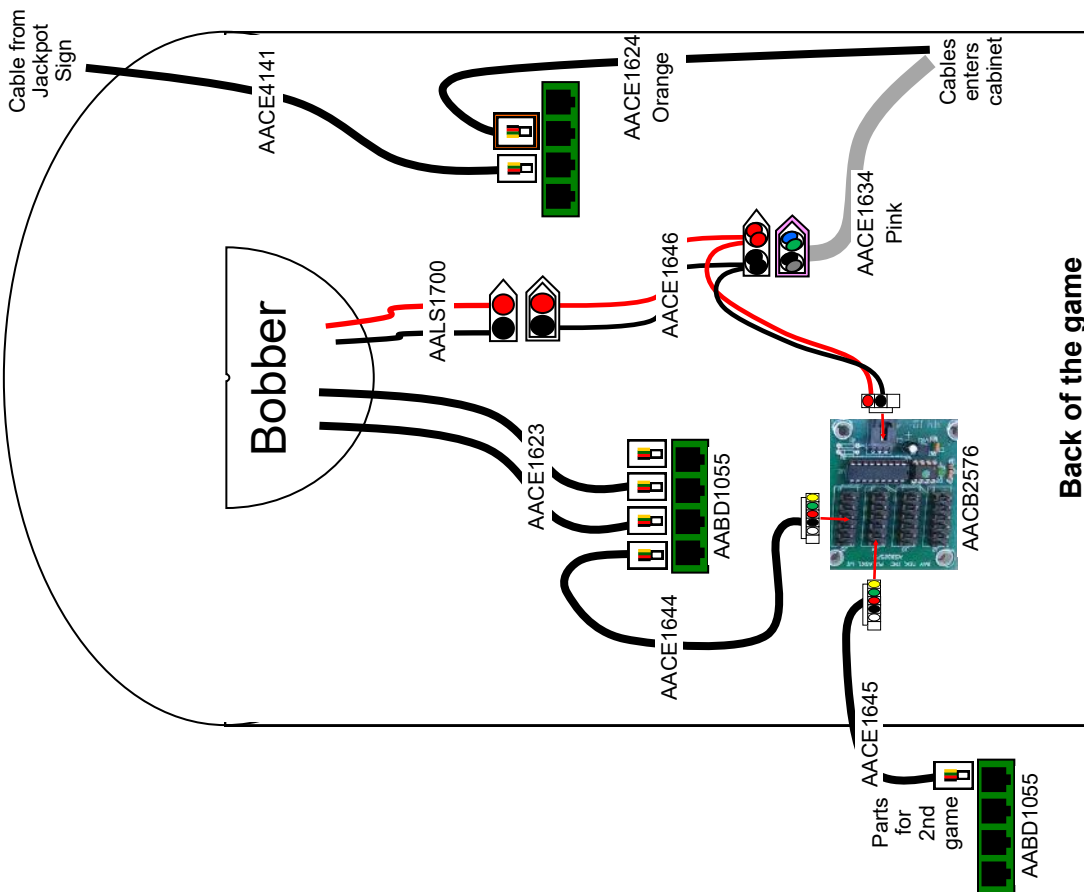 Cable from
Jackpot
Sign
AACE4141
AACE1624
Orange
Cables
enters
cabinet
AACE1634
Pink
Bobber
AALS1700
AACE1646
AACE1623
AABD1055
AACB2576
AACE1644
AACE1645
Parts
for
2nd
game
AABD1055
Back of the game